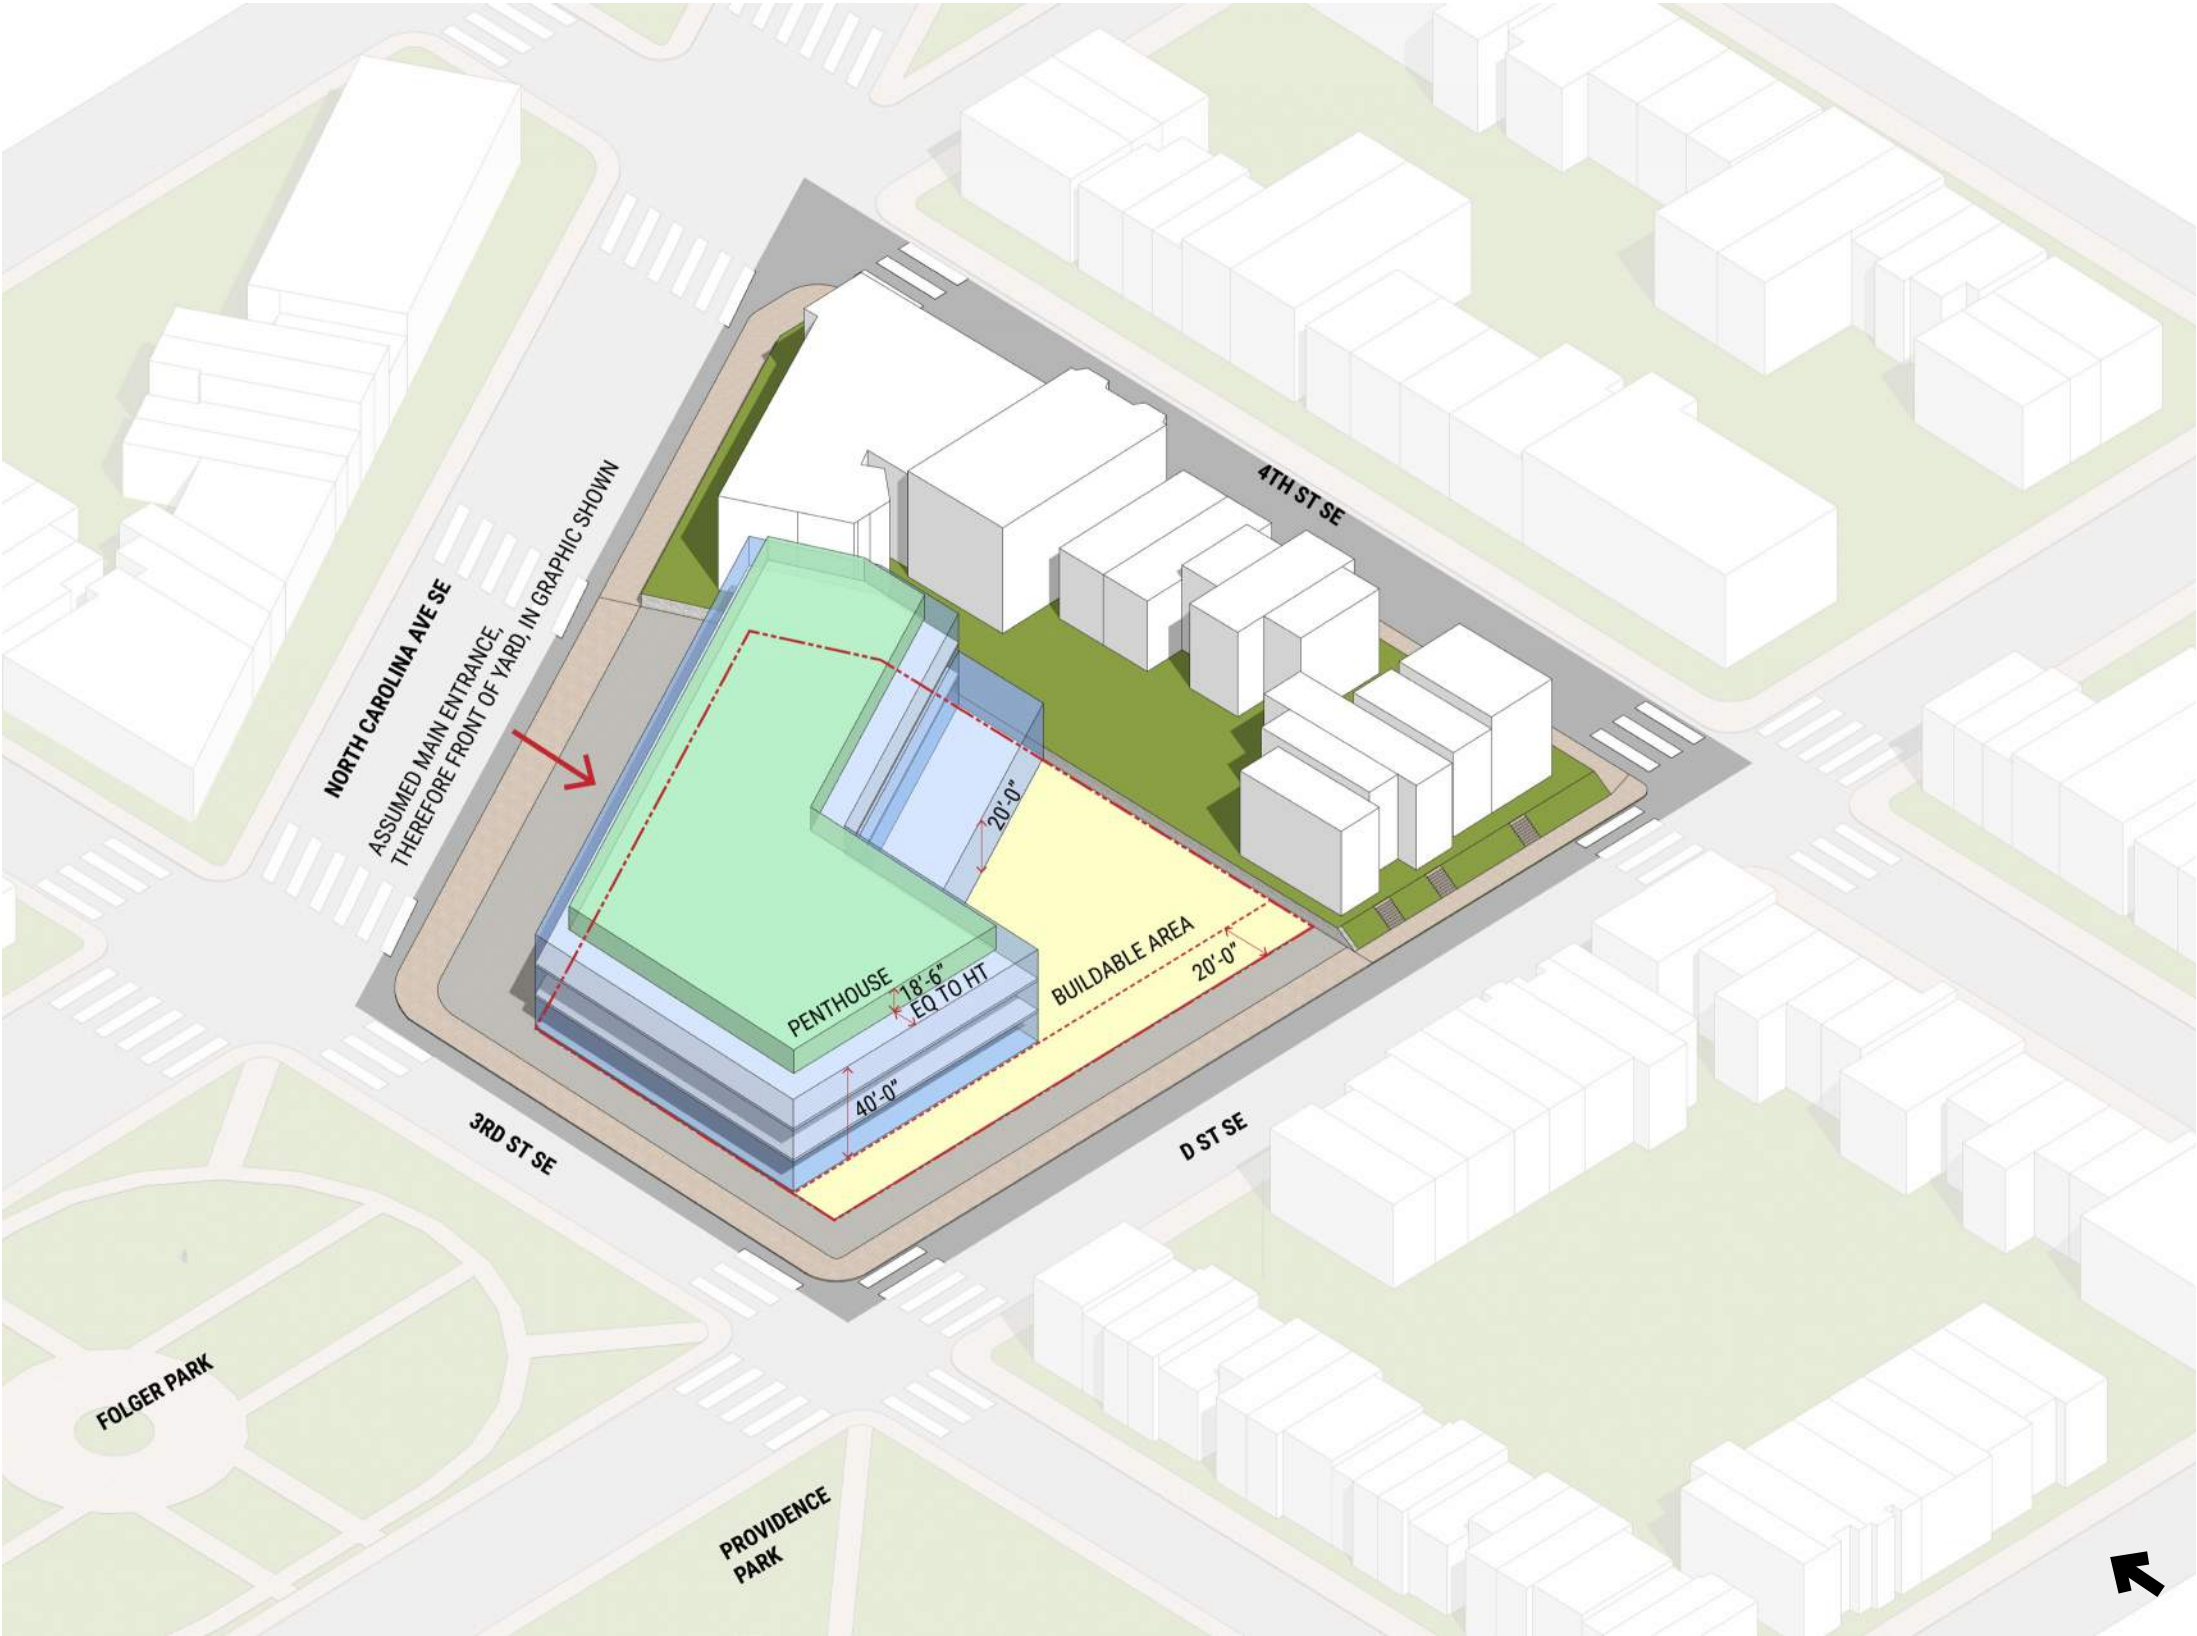 4TH ST SE
NORTH CAROLINA AVE SE
ASSUMED MAIN ENTRANCE,
THEREFORE FRONT OF YARD, IN GRAPHIC SHOWN
20'-0"
BUILDABLE AREA
20'-0"
PENTHOUSE
18'-6"
EQ TO HT
40'-0"
3RD ST SE
D ST SE
FOLGER PARK
PROVIDENCE
PARK